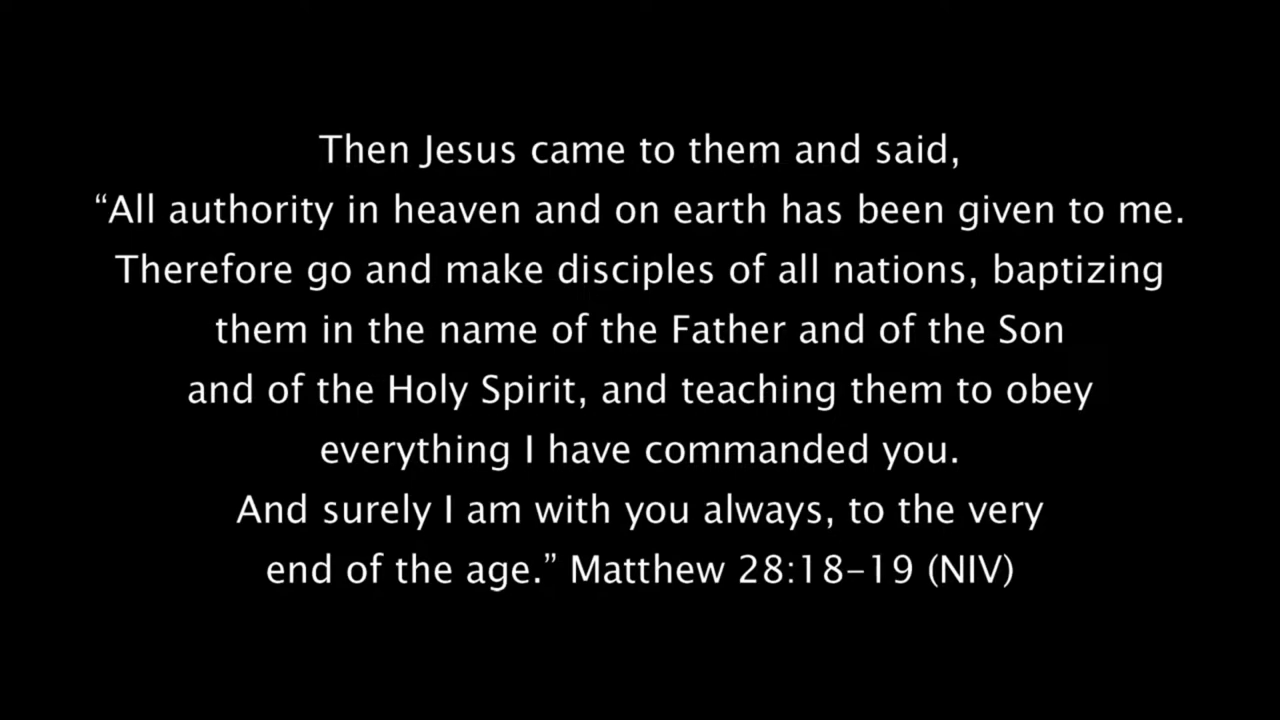 Then Jesus came to them and said,
“All authority in heaven and on earth has been given to me.
Therefore go and make disciples of all nations, baptizing
them in the name of the Father and of the Son
and of the Holy Spirit, and teaching them to obey
everything I have commanded you.
And surely I am with you always, to the very
end of the age.” Matthew 28:18–19 (NIV)